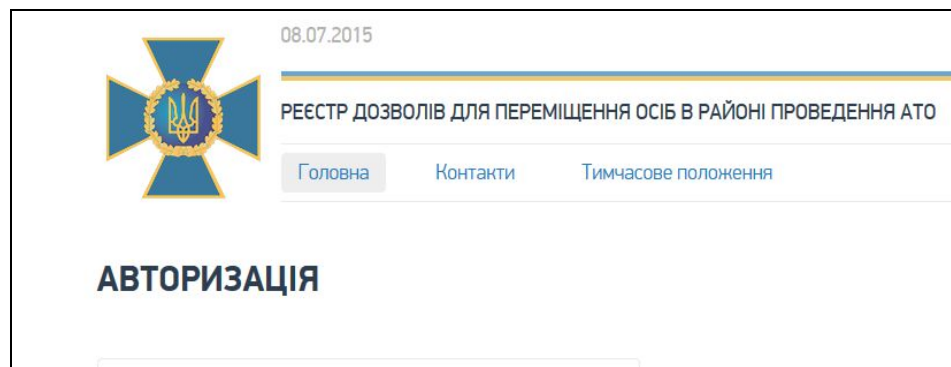 08.07.2015
РЕЄСТР ДОЗВОЛІВ ДЛЯ ПЕРЕМІЩЕННЯ ОСІБ В РАЙОНІ ПРОВЕДЕННЯ АТО
Головна Контакти Тимчасове положення
АВТОРИЗАЦІЯ